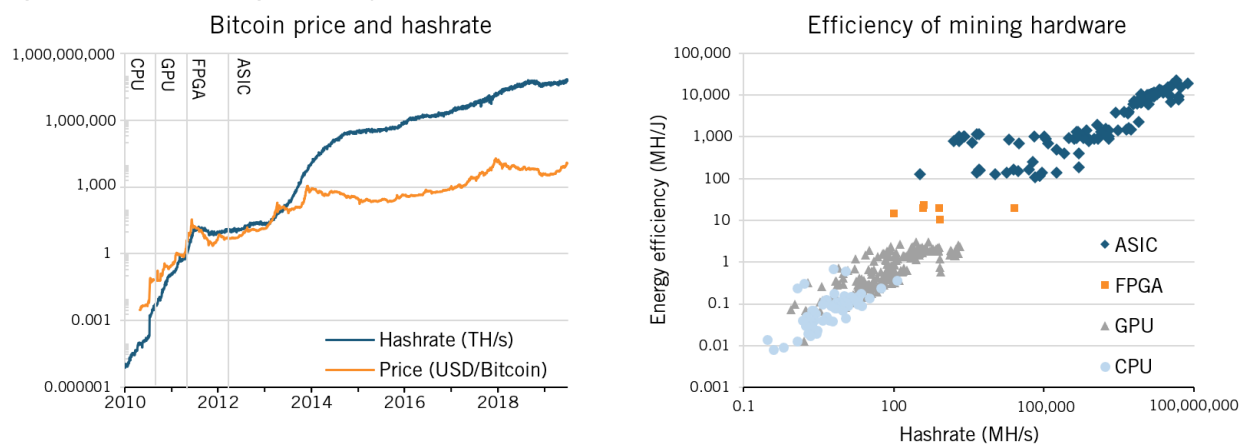 Bitcoin price and hashrate
1,000,000,000
1,000,000
1,000
1
0.001
0.000001
CPU
GPU
FPGA
ASIC
Hashrate (TH/s)
Price (USD/Bitcoin)
2010 2012 2014 2016 2018
Efficiency of mining hardware
Energy efficiency (MH/J)
100,000
10,000
1,000
100
10
1
0.1
0.01
0.001
ASIC
FPGA
GPU
CPU
0.1 100 100,000 100,000,000
Hashrate (MH/s)